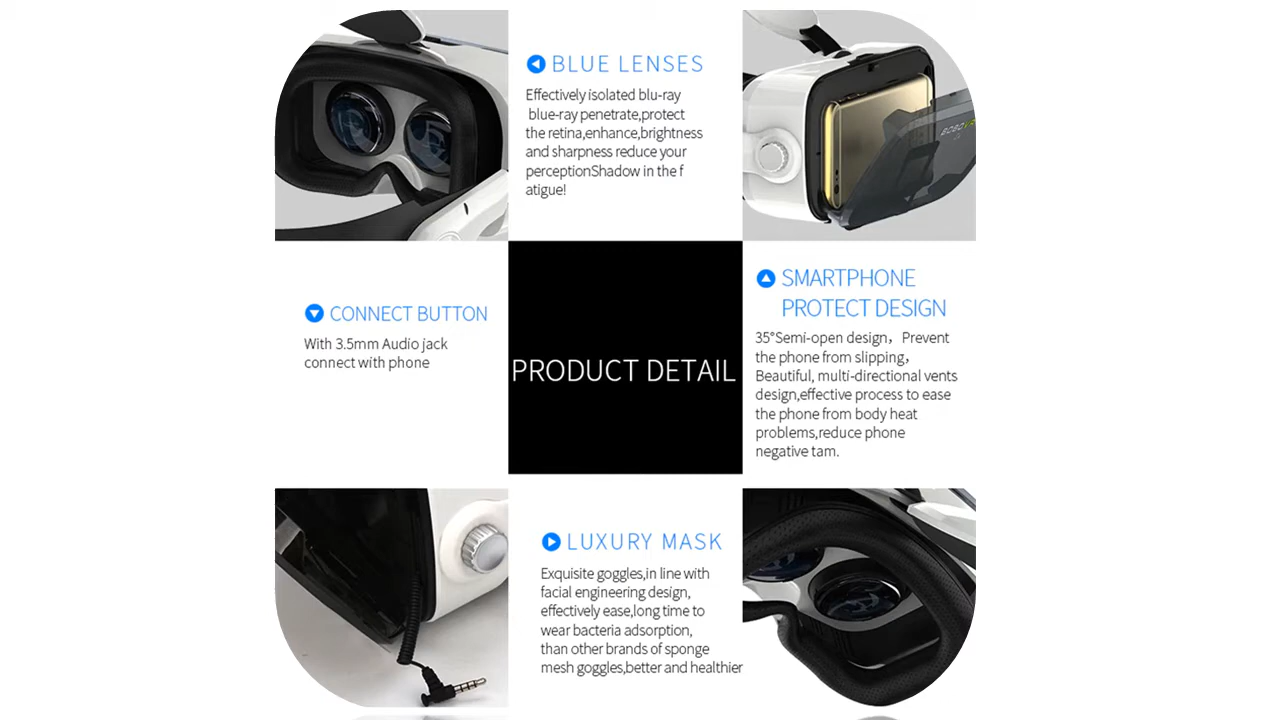 BLUE LENSES
Effectively isolated blu-ray
blue-ray penetrate,protect
the retina,enhance,brightness
and sharpness reduce your
perceptionShadow in the f
atigue!
BOBOVR
CONNECT BUTTON
With 3.5mm Audio jack
connect with phone
PRODUCT DETAIL
SMARTPHONE
PROTECT DESIGN
35°Semi-open design，Prevent
the phone from slipping，
Beautiful, multi-directional vents
design,effective process to ease
the phone from body heat
problems,reduce phone
negative tam.
LUXURY MASK
Exquisite goggles,in line with
facial engineering design,
effectively ease,long time to
wear bacteria adsorption,
than other brands of sponge
mesh goggles,better and healthier